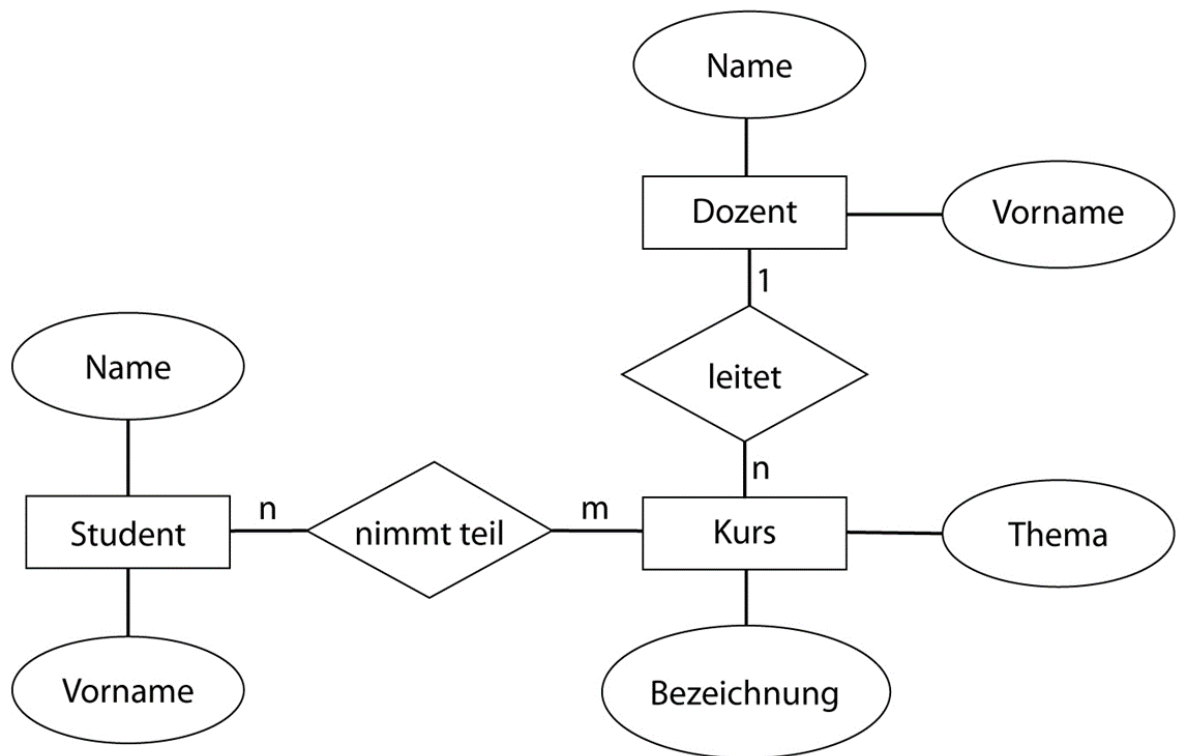 Name
Dozent
Vorname
1
leitet
n
Name
Student
n
nimmt teil
m
Kurs
Thema
Vorname
Bezeichnung